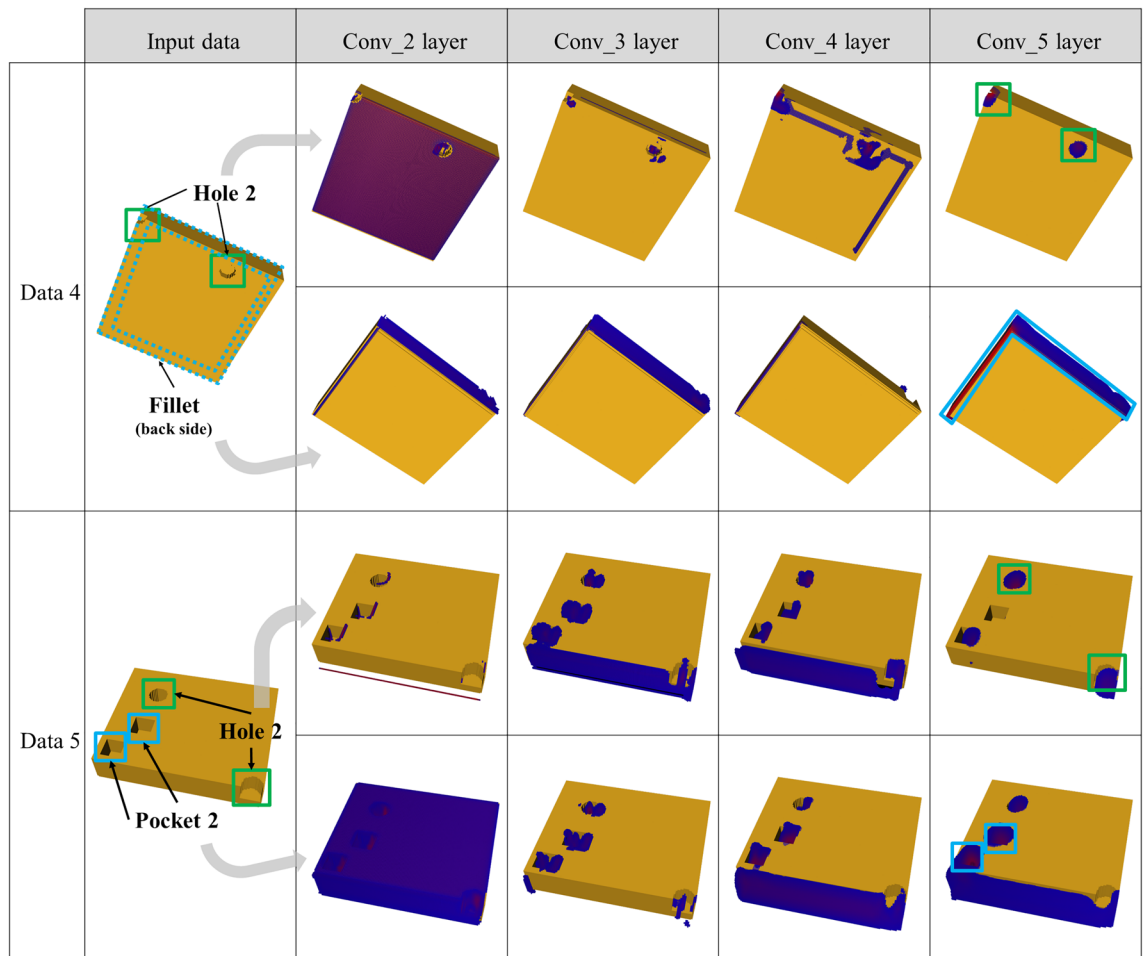 Input data
Conv_2 layer
Conv_3 layer
Conv_4 layer
Conv_5 layer
Data 4
Hole 2
Fillet
(back side)
Data 5
Hole 2
Pocket 2